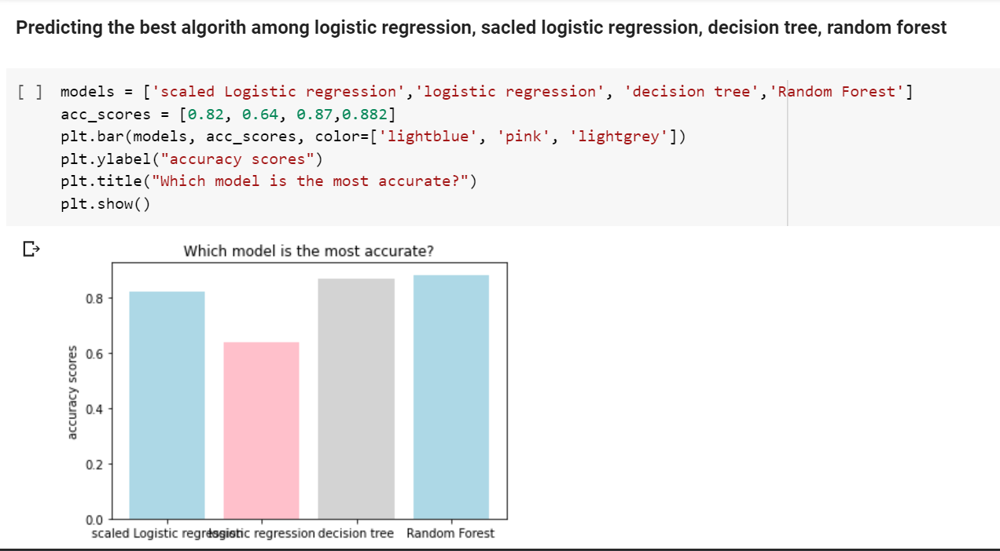 Predicting the best algorith among logistic regression, sacled logistic regression, decision tree, random forest
[ ] models = ['scaled Logistic regression','logistic regression', 'decision tree','Random Forest']
acc_scores = [0.82, 0.64, 0.87,0.882]
plt.bar(models, acc_scores, color=['lightblue', 'pink', 'lightgrey'])
plt.ylabel("accuracy scores")
plt.title("Which model is the most accurate?")
plt.show()
Which model is the most accurate?
accuracy scores
0.8
0.6
0.4
0.2
0.0
scaled Logistic regression logistic regression decision tree Random Forest